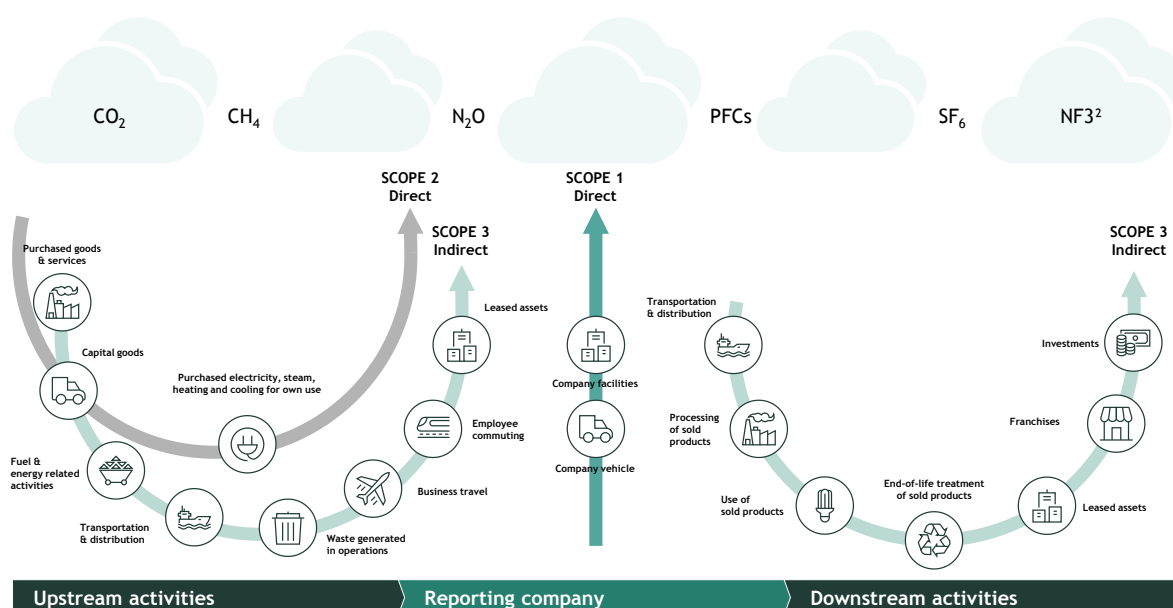 CO₂
CH₄
N₂O
PFCs
SF₆
NF3²
SCOPE 2
Direct
SCOPE 1
Direct
SCOPE 3
Indirect
SCOPE 3
Indirect
Purchased goods
& services
Capital goods
Purchased electricity, steam,
heating and cooling for own use
Fuel &
energy related
activities
Transportation
& distribution
Waste generated
in operations
Business travel
Employee
commuting
Leased assets
Company facilities
Company vehicle
Transportation
& distribution
Processing
of sold
products
Use of
sold products
End-of-life treatment
of sold products
Leased assets
Franchises
Investments
Upstream activities
Reporting company
Downstream activities